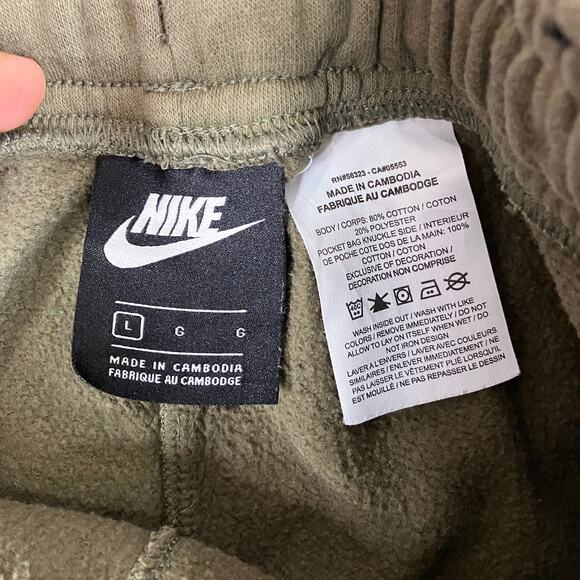 NIKE
L G G
MADE IN CAMBODIA
FABRIQUE AU CAMBODGE
RN#56323 - CA#05553
MADE IN CAMBODIA
FABRIQUE AU CAMBODGE
BODY / CORPS: 80% COTTON / COTON
20% POLYESTER
POCKET BAG KNUCKLE SIDE / INTERIEUR
DE POCHE COTE DOS DE LA MAIN: 100%
COTTON / COTON
EXCLUSIVE OF DECORATION /
DECORATION NON COMPRISE
WASH INSIDE OUT / WASH WITH LIKE
COLORS / REMOVE IMMEDIATELY / DO NOT
ALLOW TO LAY ON ITSELF WHEN WET / DO
NOT IRON DESIGN
LAVER A L'ENVERS / LAVER AVEC COULEURS
SIMILAIRES / ENLEVER IMMEDIATEMENT / NE
PAS LAISSER LE VÊTEMENT PLIÉ LORSQU'IL
EST MOUILLÉ / NE PAS REPASSER LE DESSIN